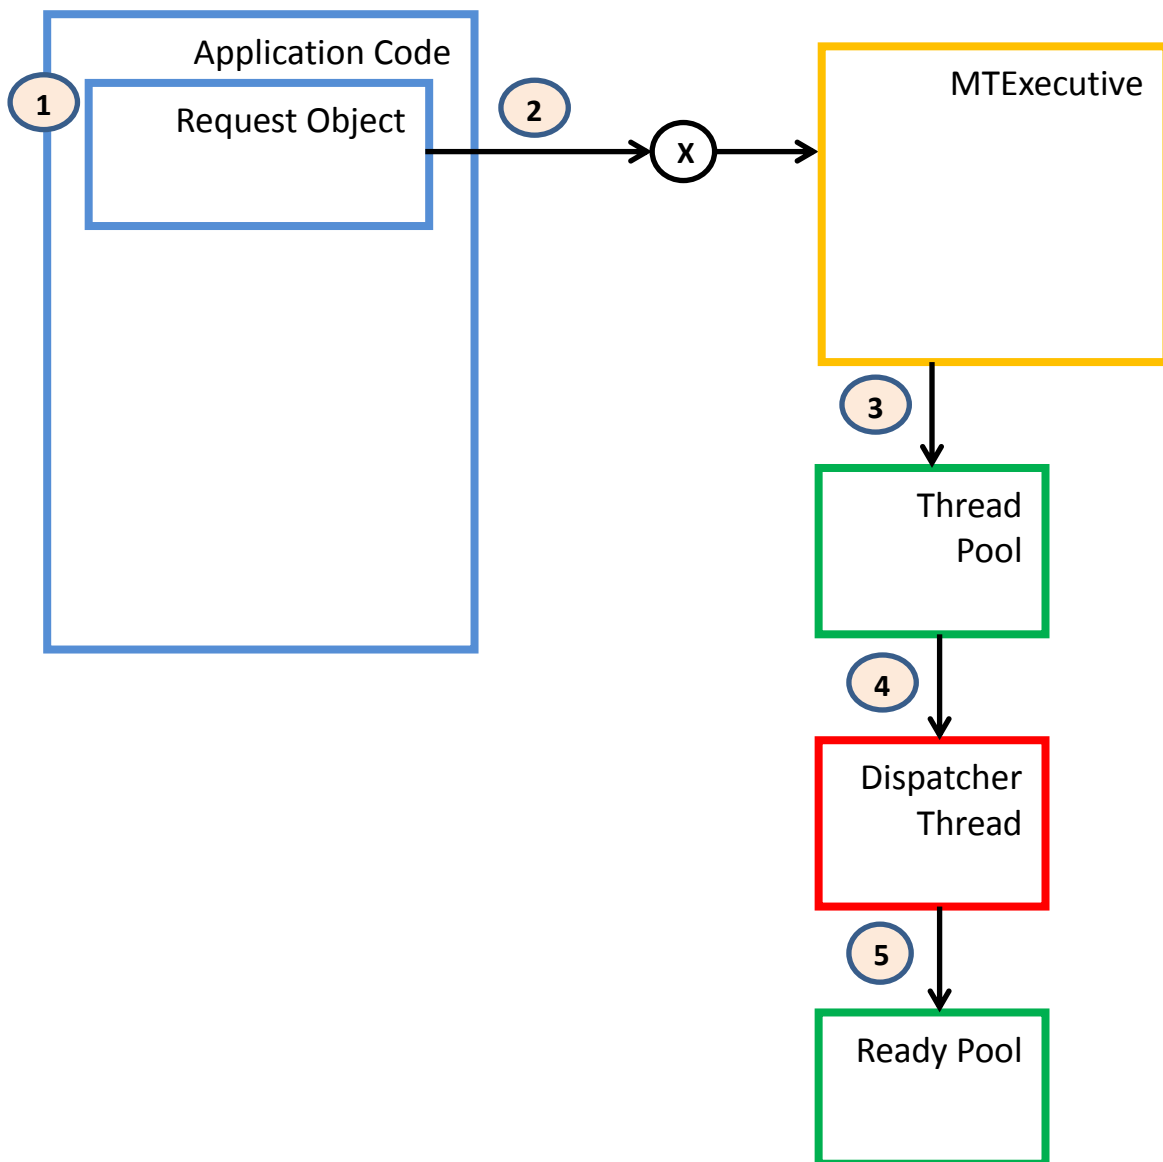 Application Code
1
Request Object
2
X
MTExecutive
3
Thread
Pool
4
Dispatcher
Thread
5
Ready Pool